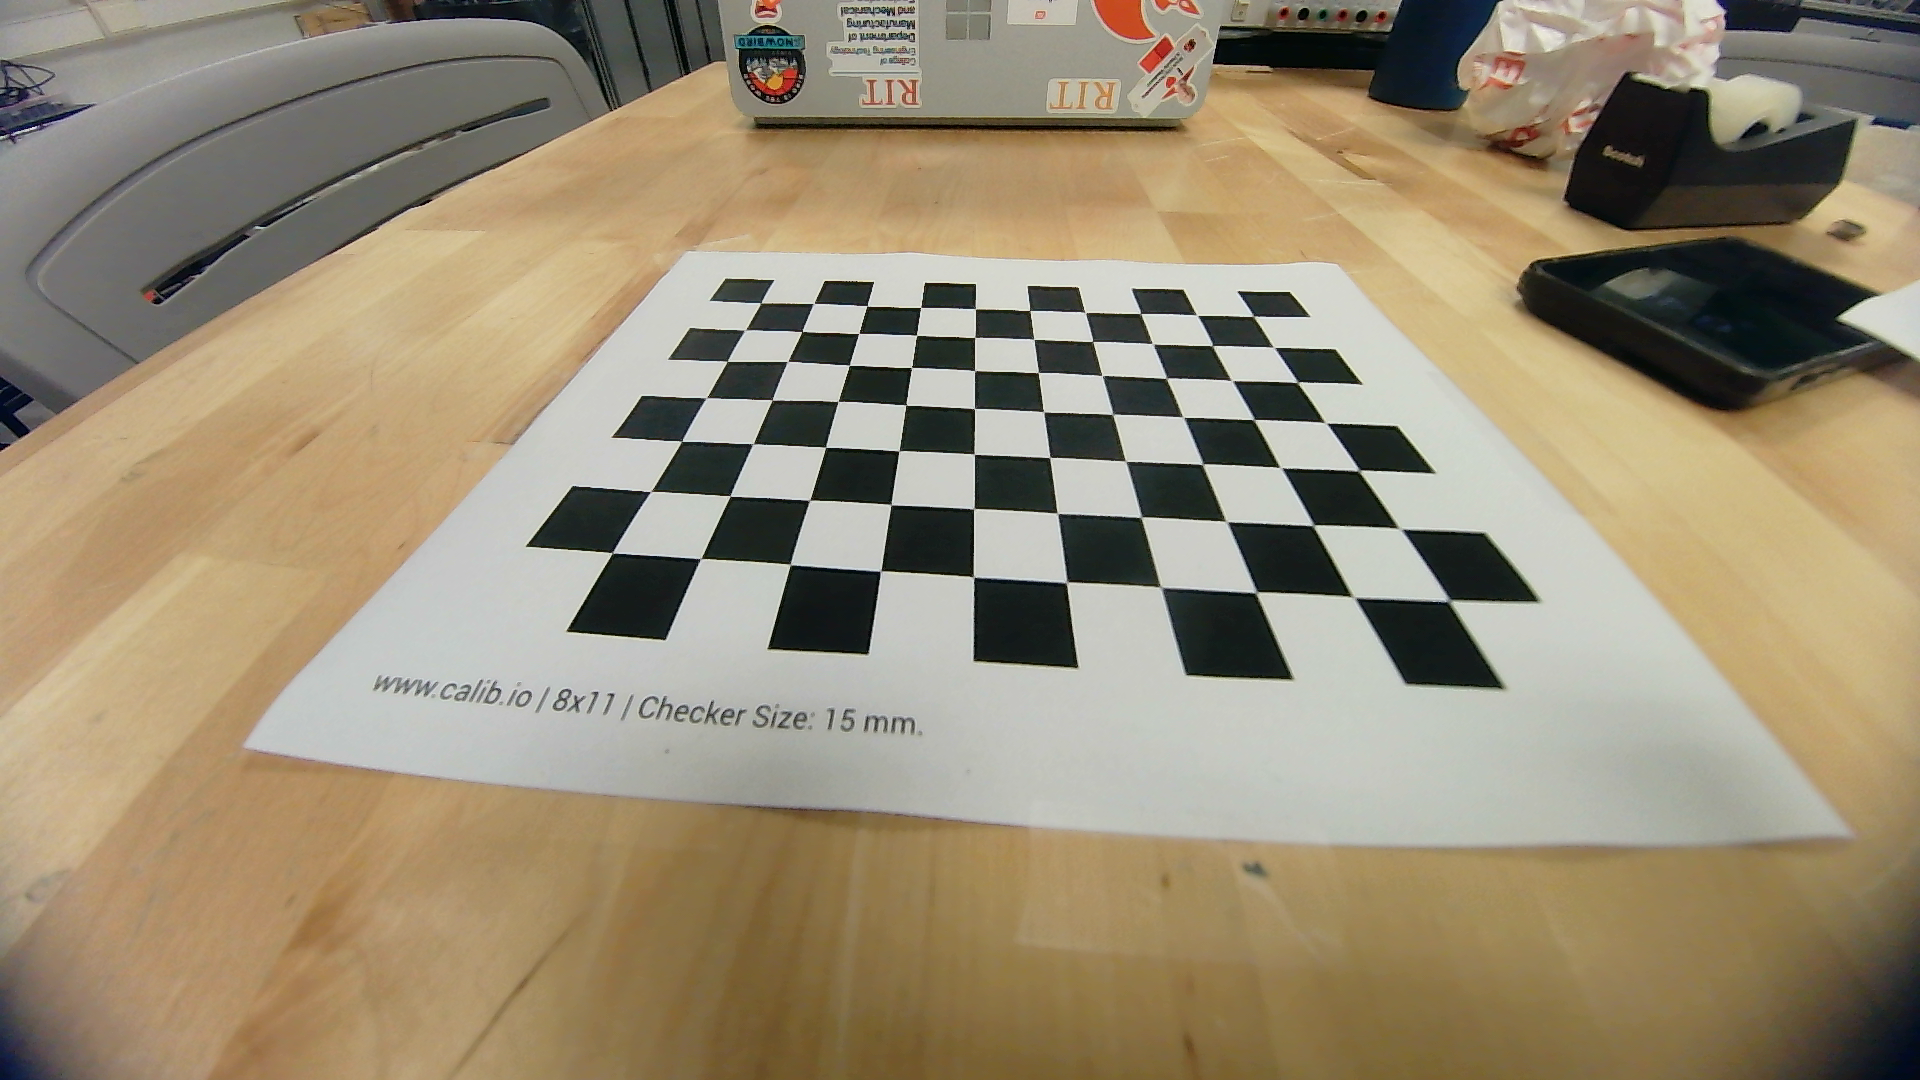 and Mechanical
Manufacturing
Department of
Engineering Technology
College of
RIT
RIT
Scotch
www.calib.io | 8x11 | Checker Size: 15 mm.